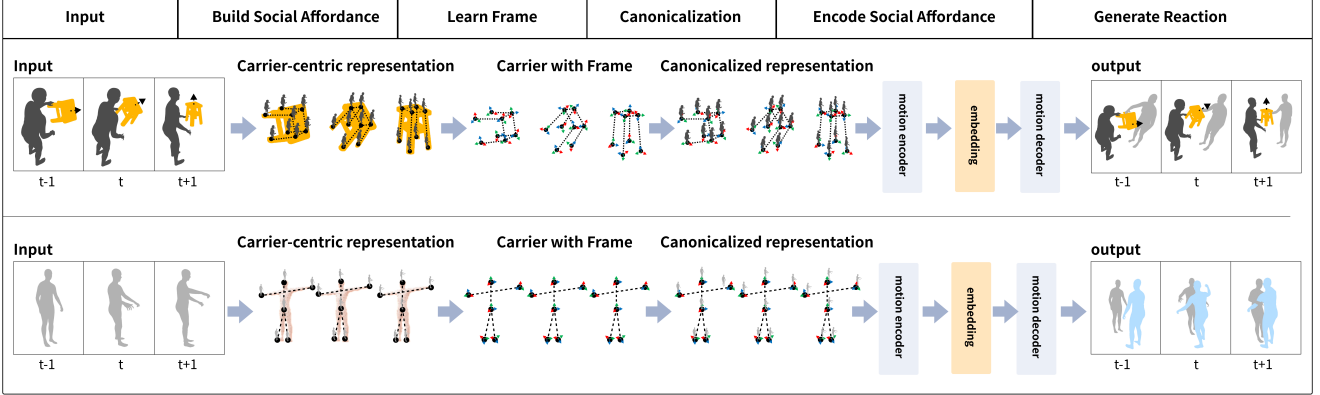 Input
Build Social Affordance
Learn Frame
Canonicalization
Encode Social Affordance
Generate Reaction
Input
Carrier-centric representation
Carrier with Frame
Canonicalized representation
output
motion encoder
embedding
motion decoder
t-1
t
t+1
t-1
t
t+1
Input
Carrier-centric representation
Carrier with Frame
Canonicalized representation
output
motion encoder
embedding
motion decoder
t-1
t
t+1
t-1
t
t+1